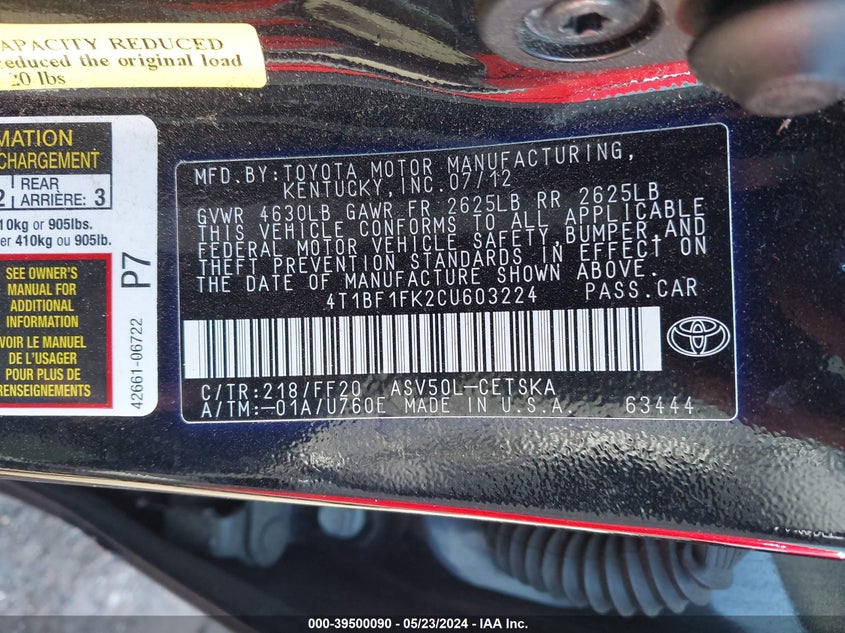 APACITY REDUCED
educed the original load
20 lbs
MATION
CHARGEMENT
2 REAR
ARRIÈRE: 3
10kg or 905lbs.
er 410kg ou 905lb.
SEE OWNER'S
MANUAL FOR
ADDITIONAL
INFORMATION
VOIR LE MANUEL
DE L'USAGER
POUR PLUS DE
RENSEIGNEMENTS
P7
42661-06722
MFD.BY:TOYOTA MOTOR MANUFACTURING,
KENTUCKY,INC.07/12
GVWR 4630LB GAWR FR 2625LB RR 2625LB
THIS VEHICLE CONFORMS TO ALL APPLICABLE
FEDERAL MOTOR VEHICLE SAFETY,BUMPER,AND
THEFT PREVENTION STANDARDS IN EFFECT ON
THE DATE OF MANUFACTURE SHOWN ABOVE.
4T1BF1FK2CU603224 PASS.CAR
C/TR:218/FF20 ASV50L-CETSKA
A/TM:-01A/U760E MADE IN U.S.A. 63444
000-39500090 - 05/23/2024 - IAA Inc.